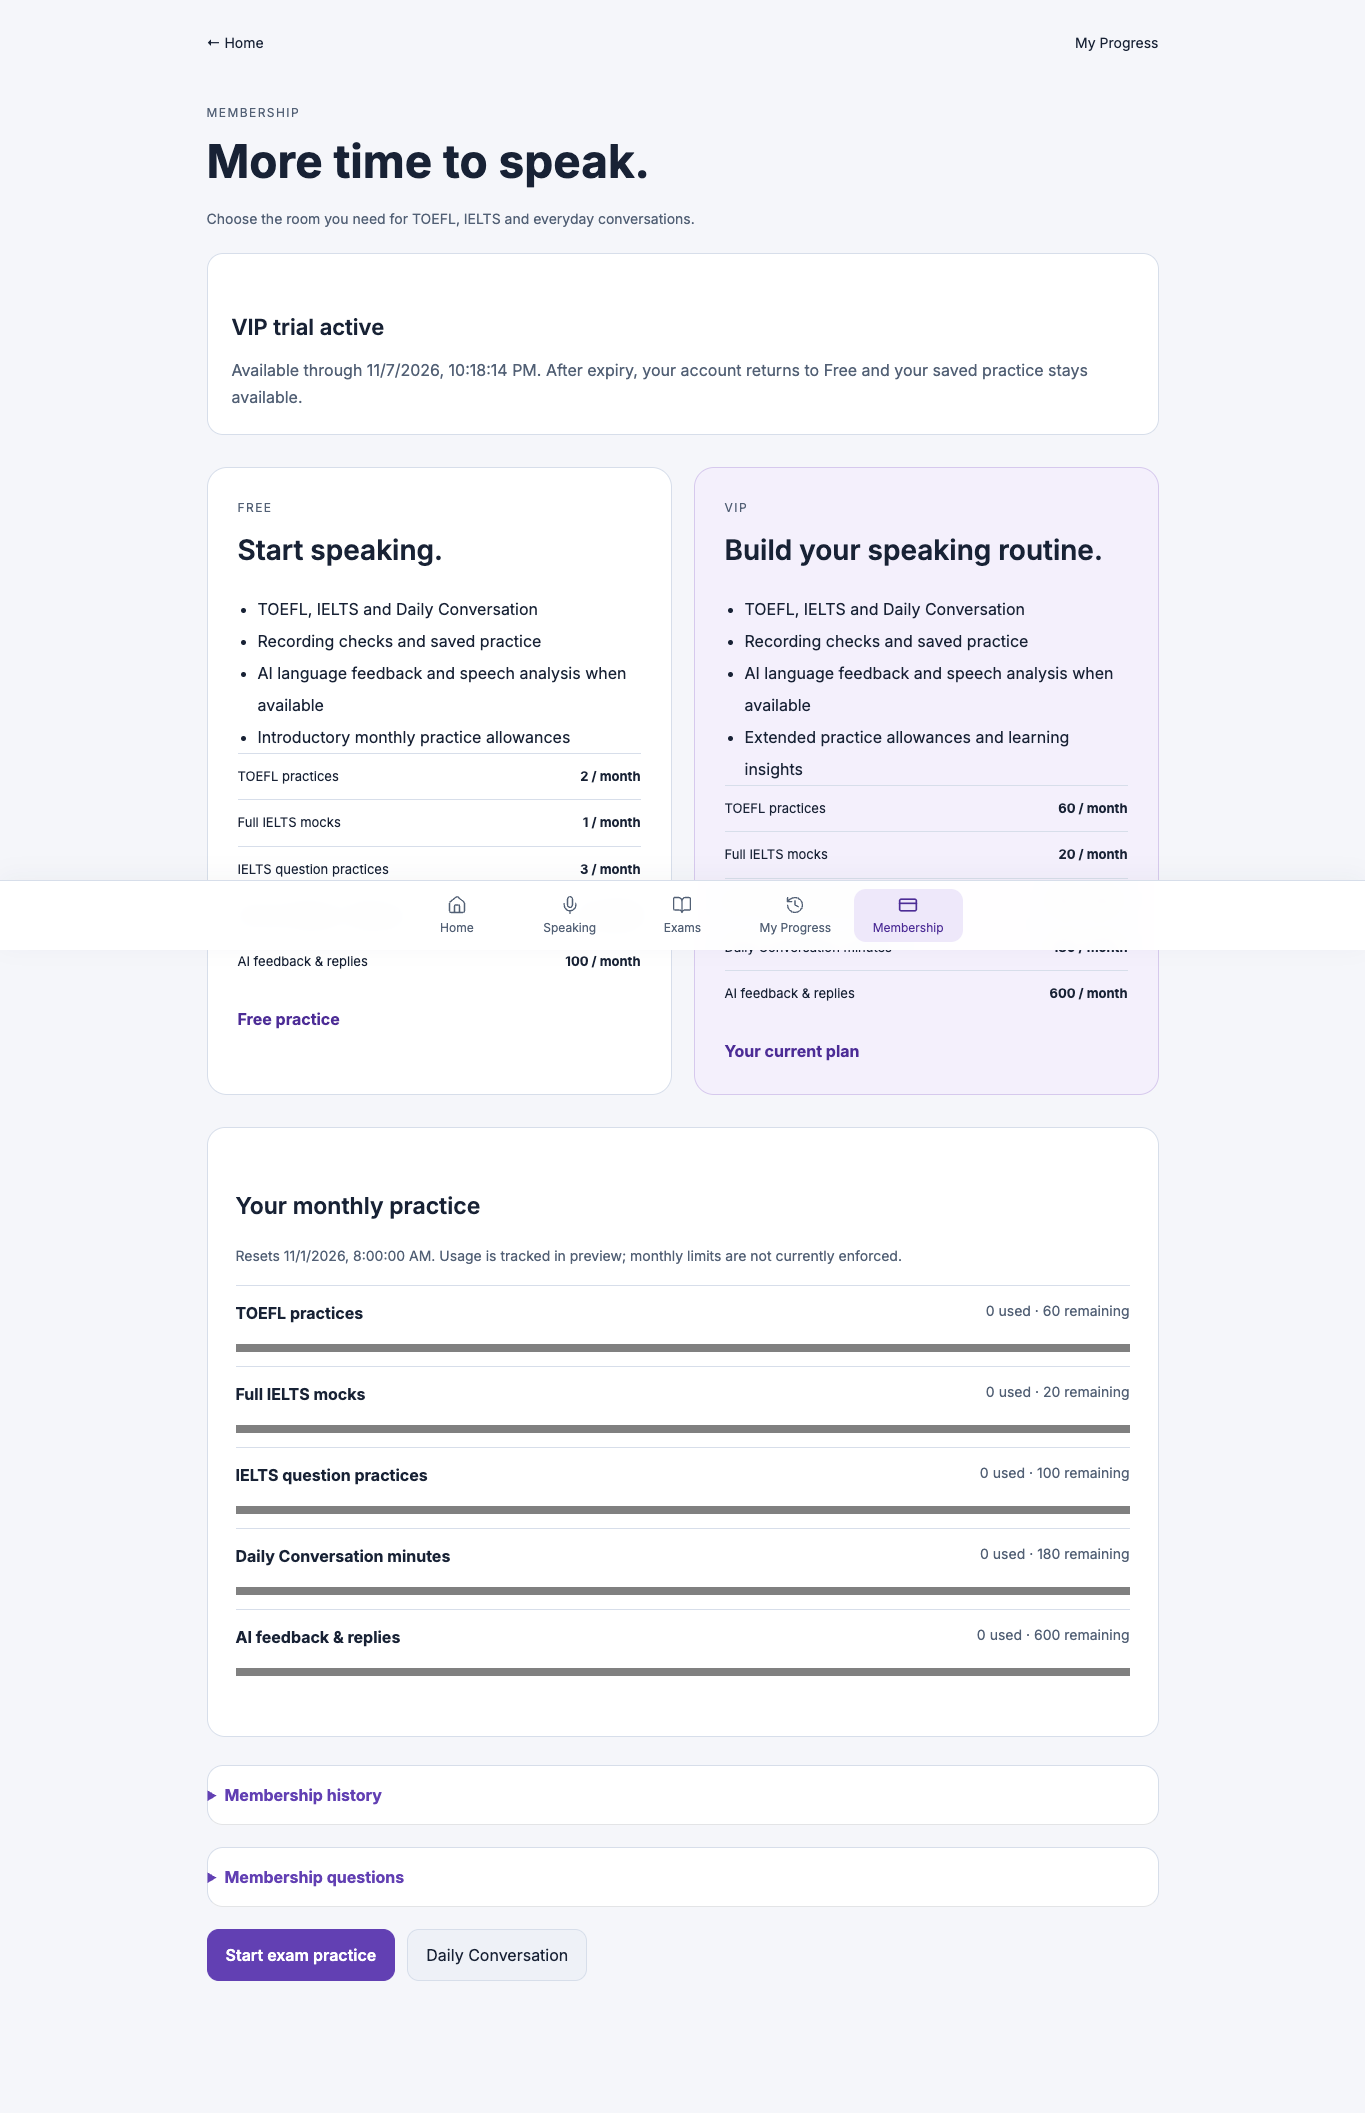 ← Home
My Progress
MEMBERSHIP
More time to speak.
Choose the room you need for TOEFL, IELTS and everyday conversations.
VIP trial active
Available through 11/7/2026, 10:18:14 PM. After expiry, your account returns to Free and your saved practice stays
available.
FREE
Start speaking.
• TOEFL, IELTS and Daily Conversation
• Recording checks and saved practice
• AI language feedback and speech analysis when
available
• Introductory monthly practice allowances
TOEFL practices 2 / month
Full IELTS mocks 1 / month
IELTS question practices 3 / month
AI feedback & replies 100 / month
Free practice
VIP
Build your speaking routine.
• TOEFL, IELTS and Daily Conversation
• Recording checks and saved practice
• AI language feedback and speech analysis when
available
• Extended practice allowances and learning
insights
TOEFL practices 60 / month
Full IELTS mocks 20 / month
Daily Conversation minutes 180 / month
AI feedback & replies 600 / month
Your current plan
Home
Speaking
Exams
My Progress
Membership
Your monthly practice
Resets 11/1/2026, 8:00:00 AM. Usage is tracked in preview; monthly limits are not currently enforced.
TOEFL practices 0 used · 60 remaining
Full IELTS mocks 0 used · 20 remaining
IELTS question practices 0 used · 100 remaining
Daily Conversation minutes 0 used · 180 remaining
AI feedback & replies 0 used · 600 remaining
Membership history
Membership questions
Start exam practice
Daily Conversation